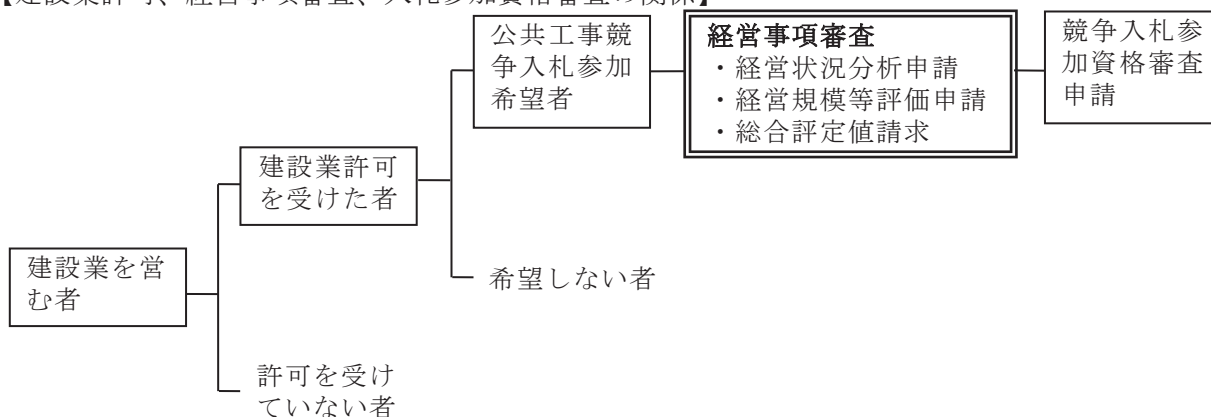 【建設業許可、経営事項審査、入札参加資格審査の関係】
公共工事競
争入札参加
希望者
経営事項審査
・経営状況分析申請
・経営規模等評価申請
・総合評定値請求
競争入札参
加資格審査
申請
建設業許可
を受けた者
希望しない者
建設業を営
む者
許可を受け
ていない者